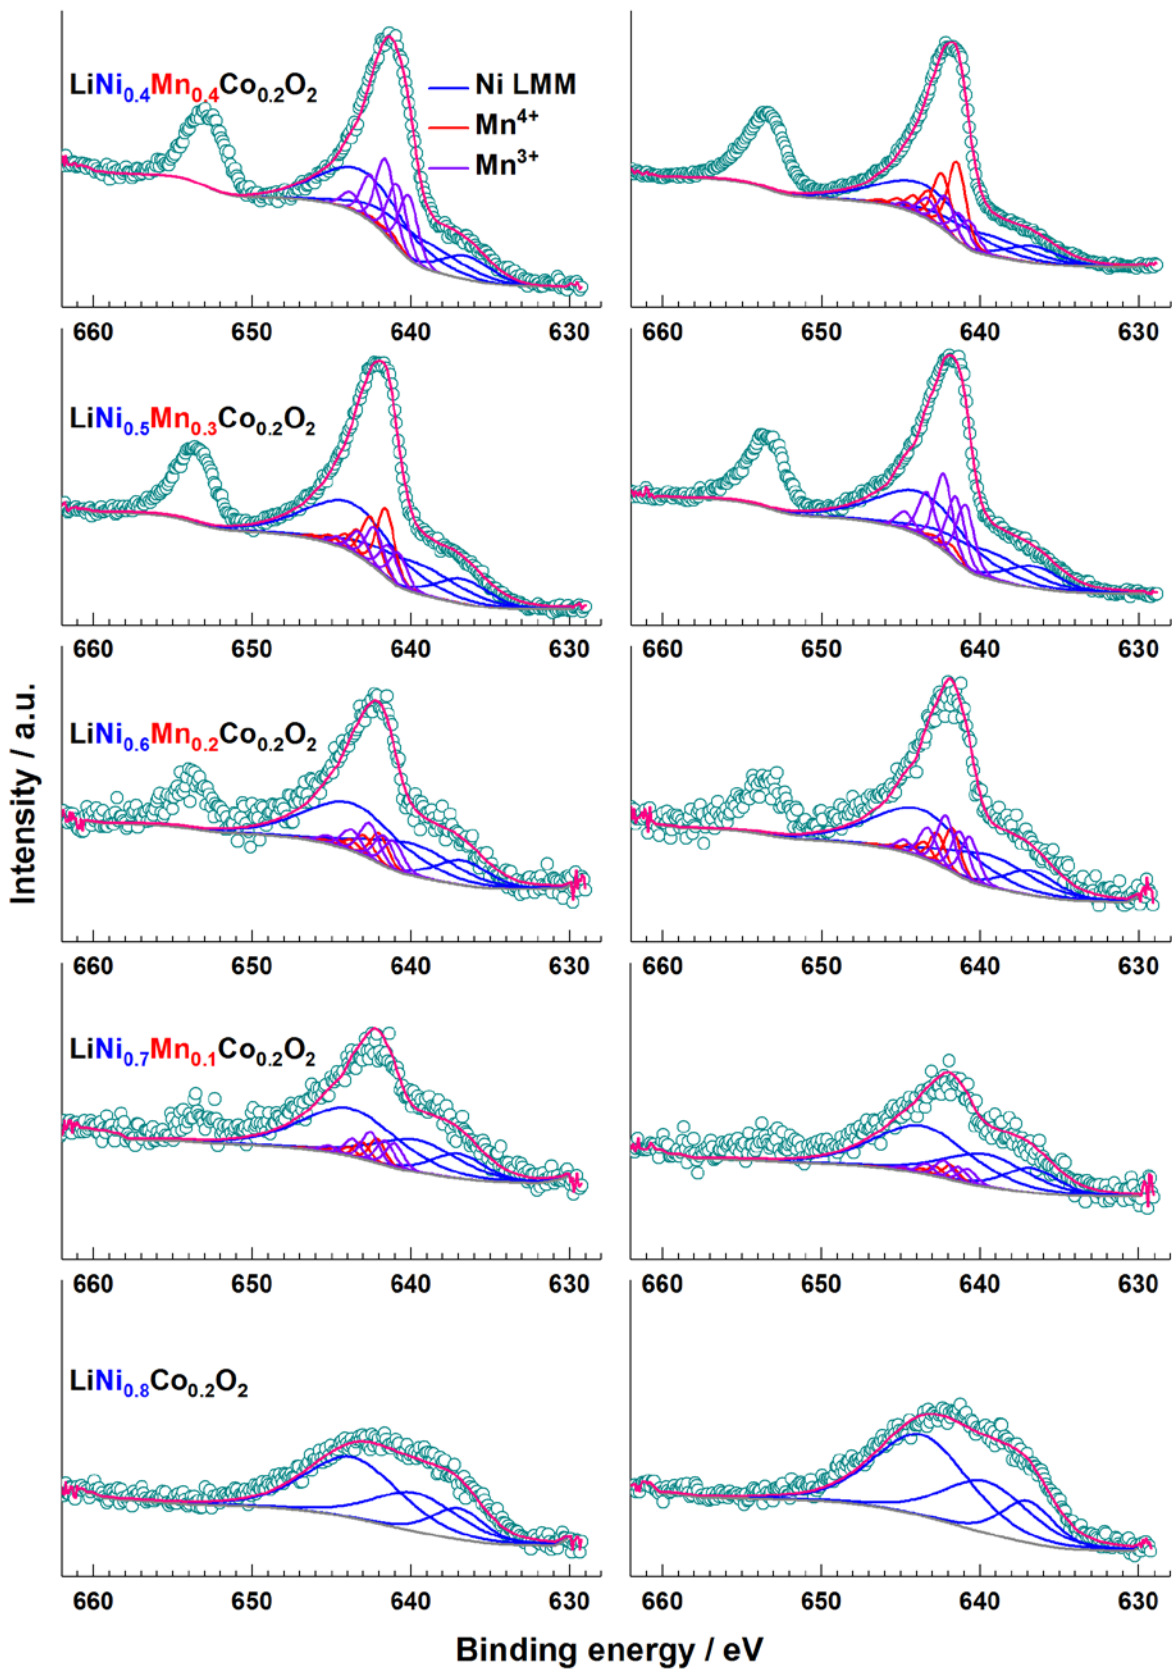 LiNi0.4Mn0.4Co0.2O2
Ni LMM
Mn4+
Mn3+
660 650 640 630
660 650 640 630
LiNi0.5Mn0.3Co0.2O2
660 650 640 630
660 650 640 630
LiNi0.6Mn0.2Co0.2O2
660 650 640 630
660 650 640 630
LiNi0.7Mn0.1Co0.2O2
660 650 640 630
660 650 640 630
LiNi0.8Co0.2O2
660 650 640 630
660 650 640 630
Intensity / a.u.
Binding energy / eV